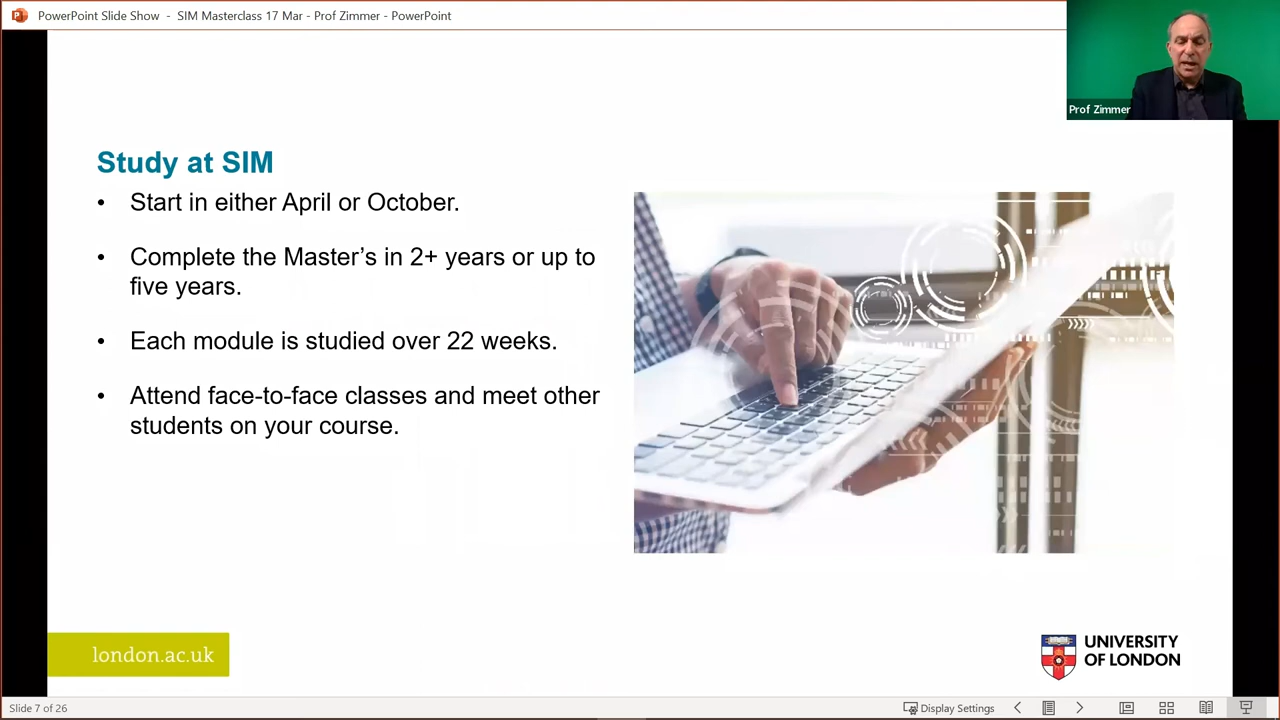 PowerPoint Slide Show - SIM Masterclass 17 Mar - Prof Zimmer - PowerPoint
Prof Zimmer
Study at SIM
• Start in either April or October.
• Complete the Master’s in 2+ years or up to
five years.
• Each module is studied over 22 weeks.
• Attend face-to-face classes and meet other
students on your course.
london.ac.uk
UNIVERSITY
OF LONDON
Slide 7 of 26
Display Settings